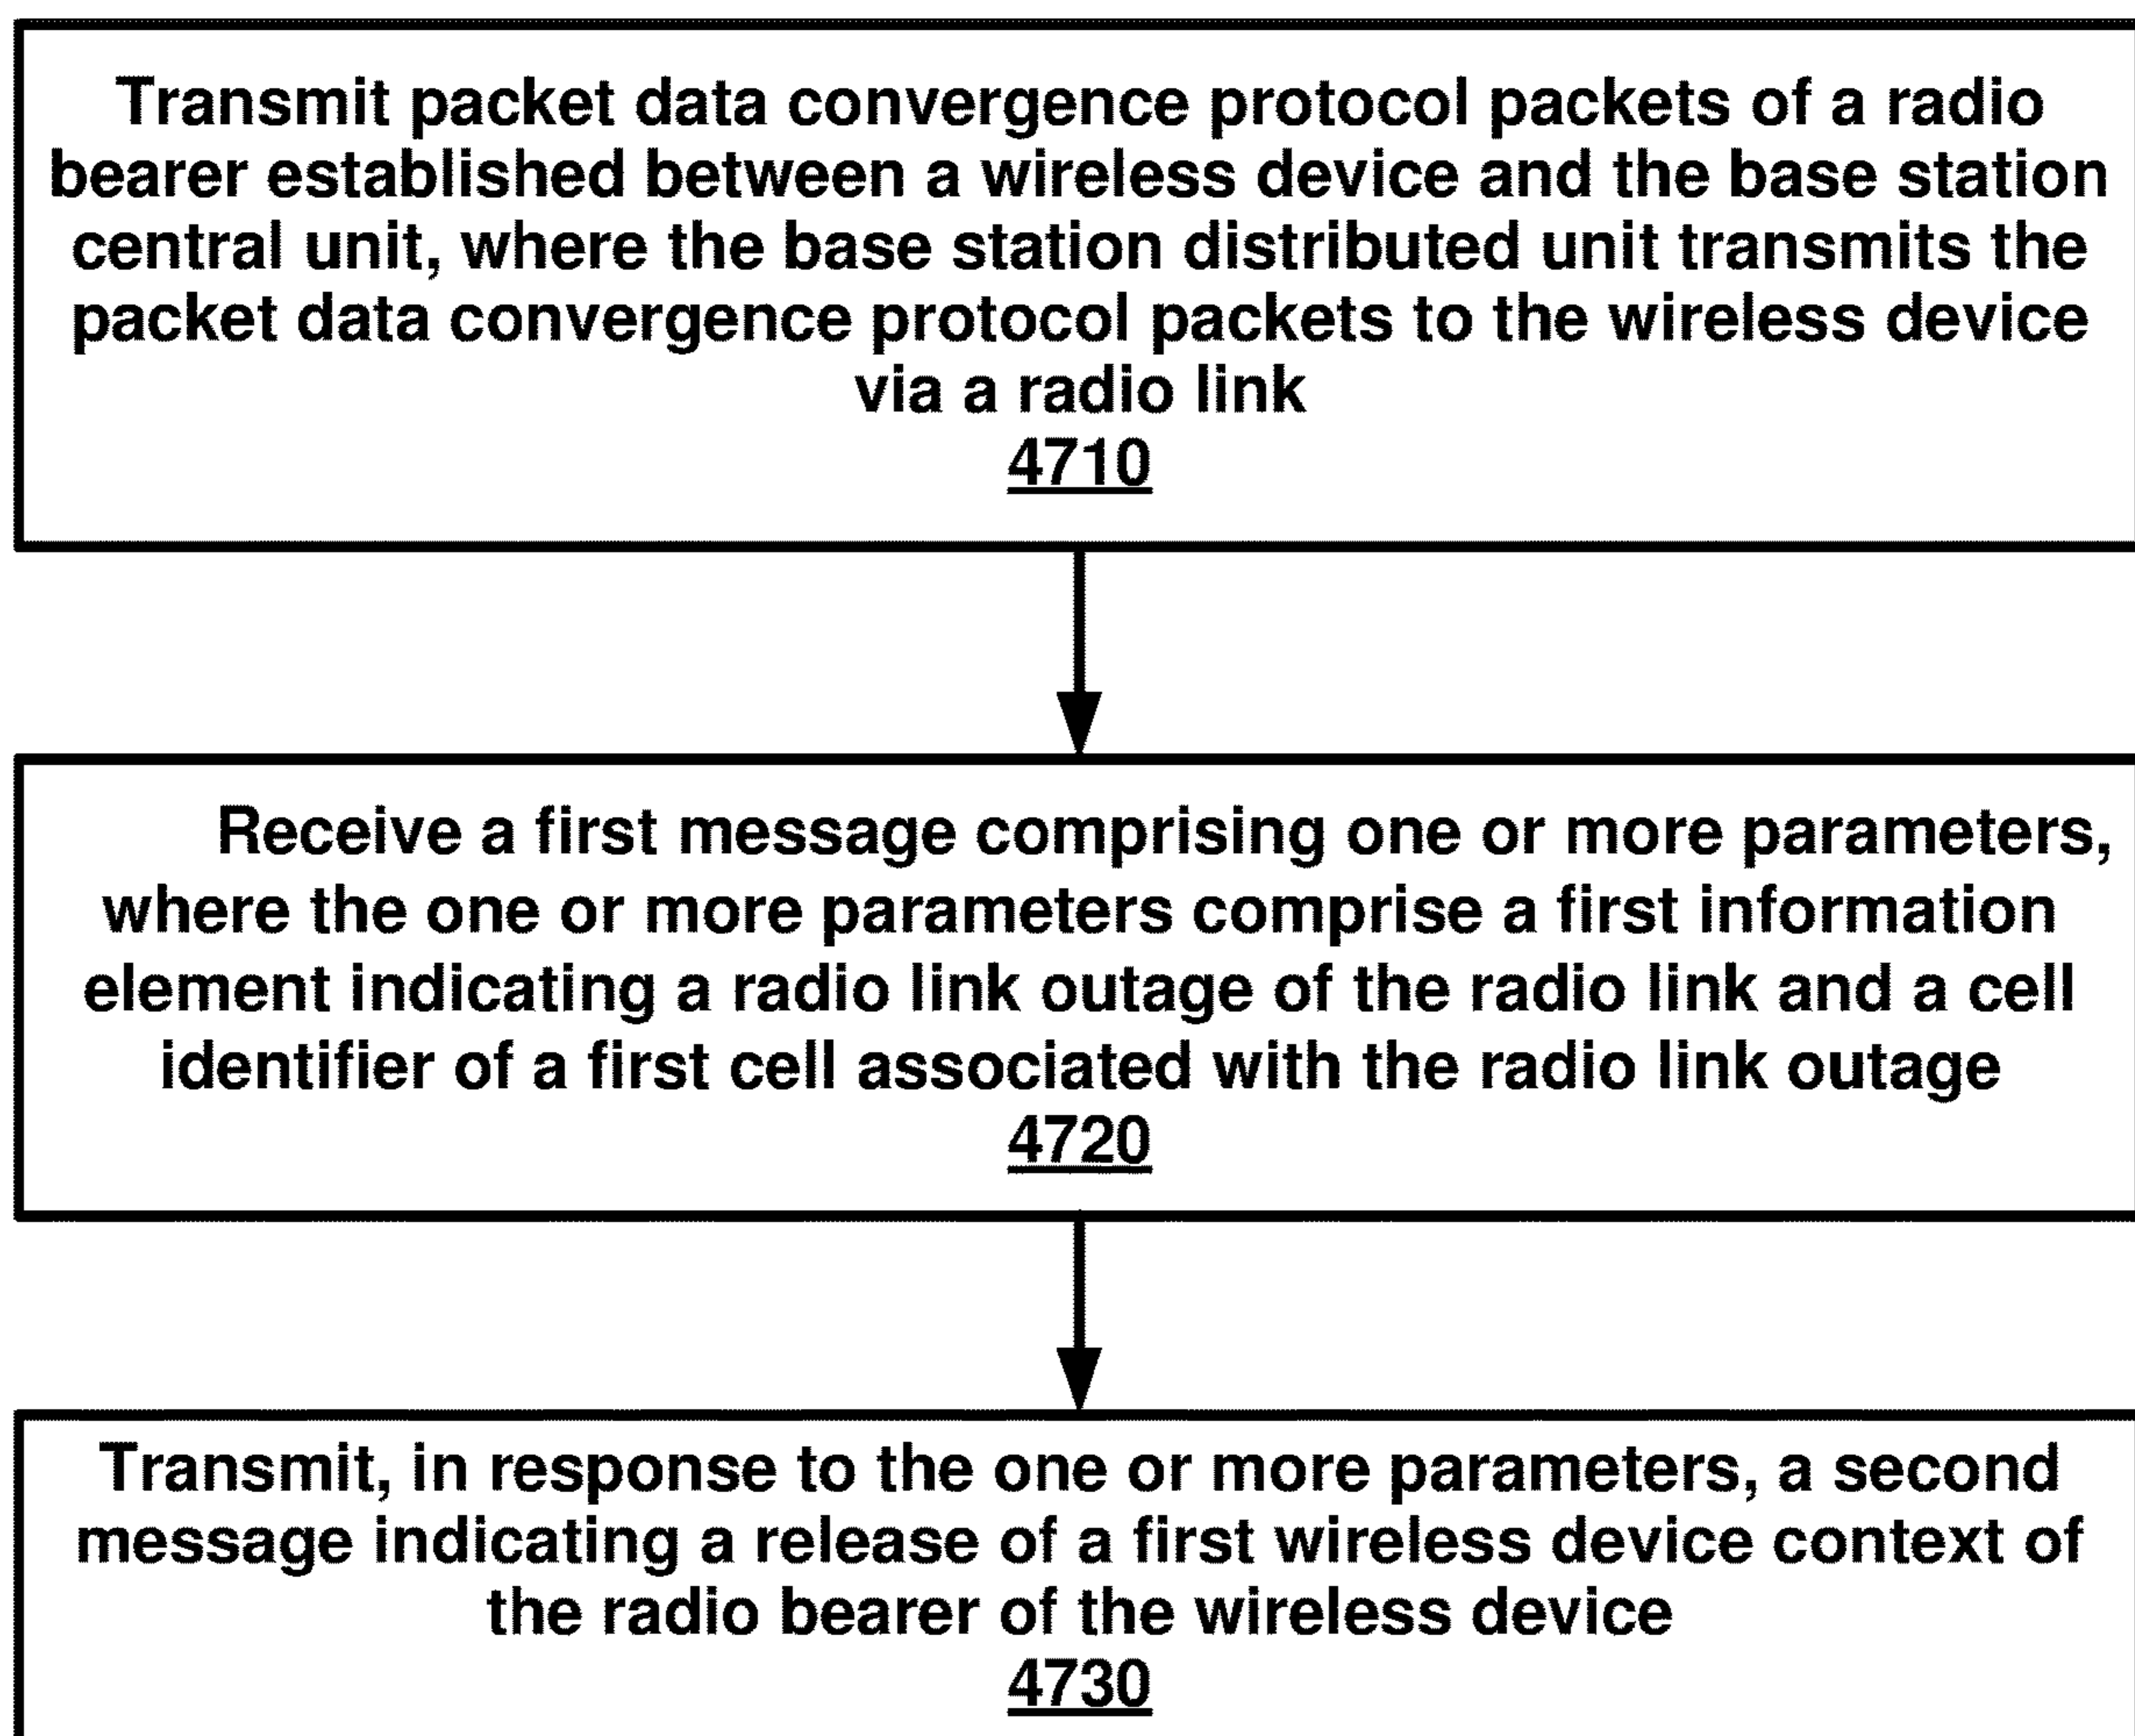 Transmit packet data convergence protocol packets of a radio
bearer established between a wireless device and the base station
central unit, where the base station distributed unit transmits the
packet data convergence protocol packets to the wireless device
via a radio link
4710
Receive a first message comprising one or more parameters,
where the one or more parameters comprise a first information
element indicating a radio link outage of the radio link and a cell
identifier of a first cell associated with the radio link outage
4720
Transmit, in response to the one or more parameters, a second
message indicating a release of a first wireless device context of
the radio bearer of the wireless device
4730